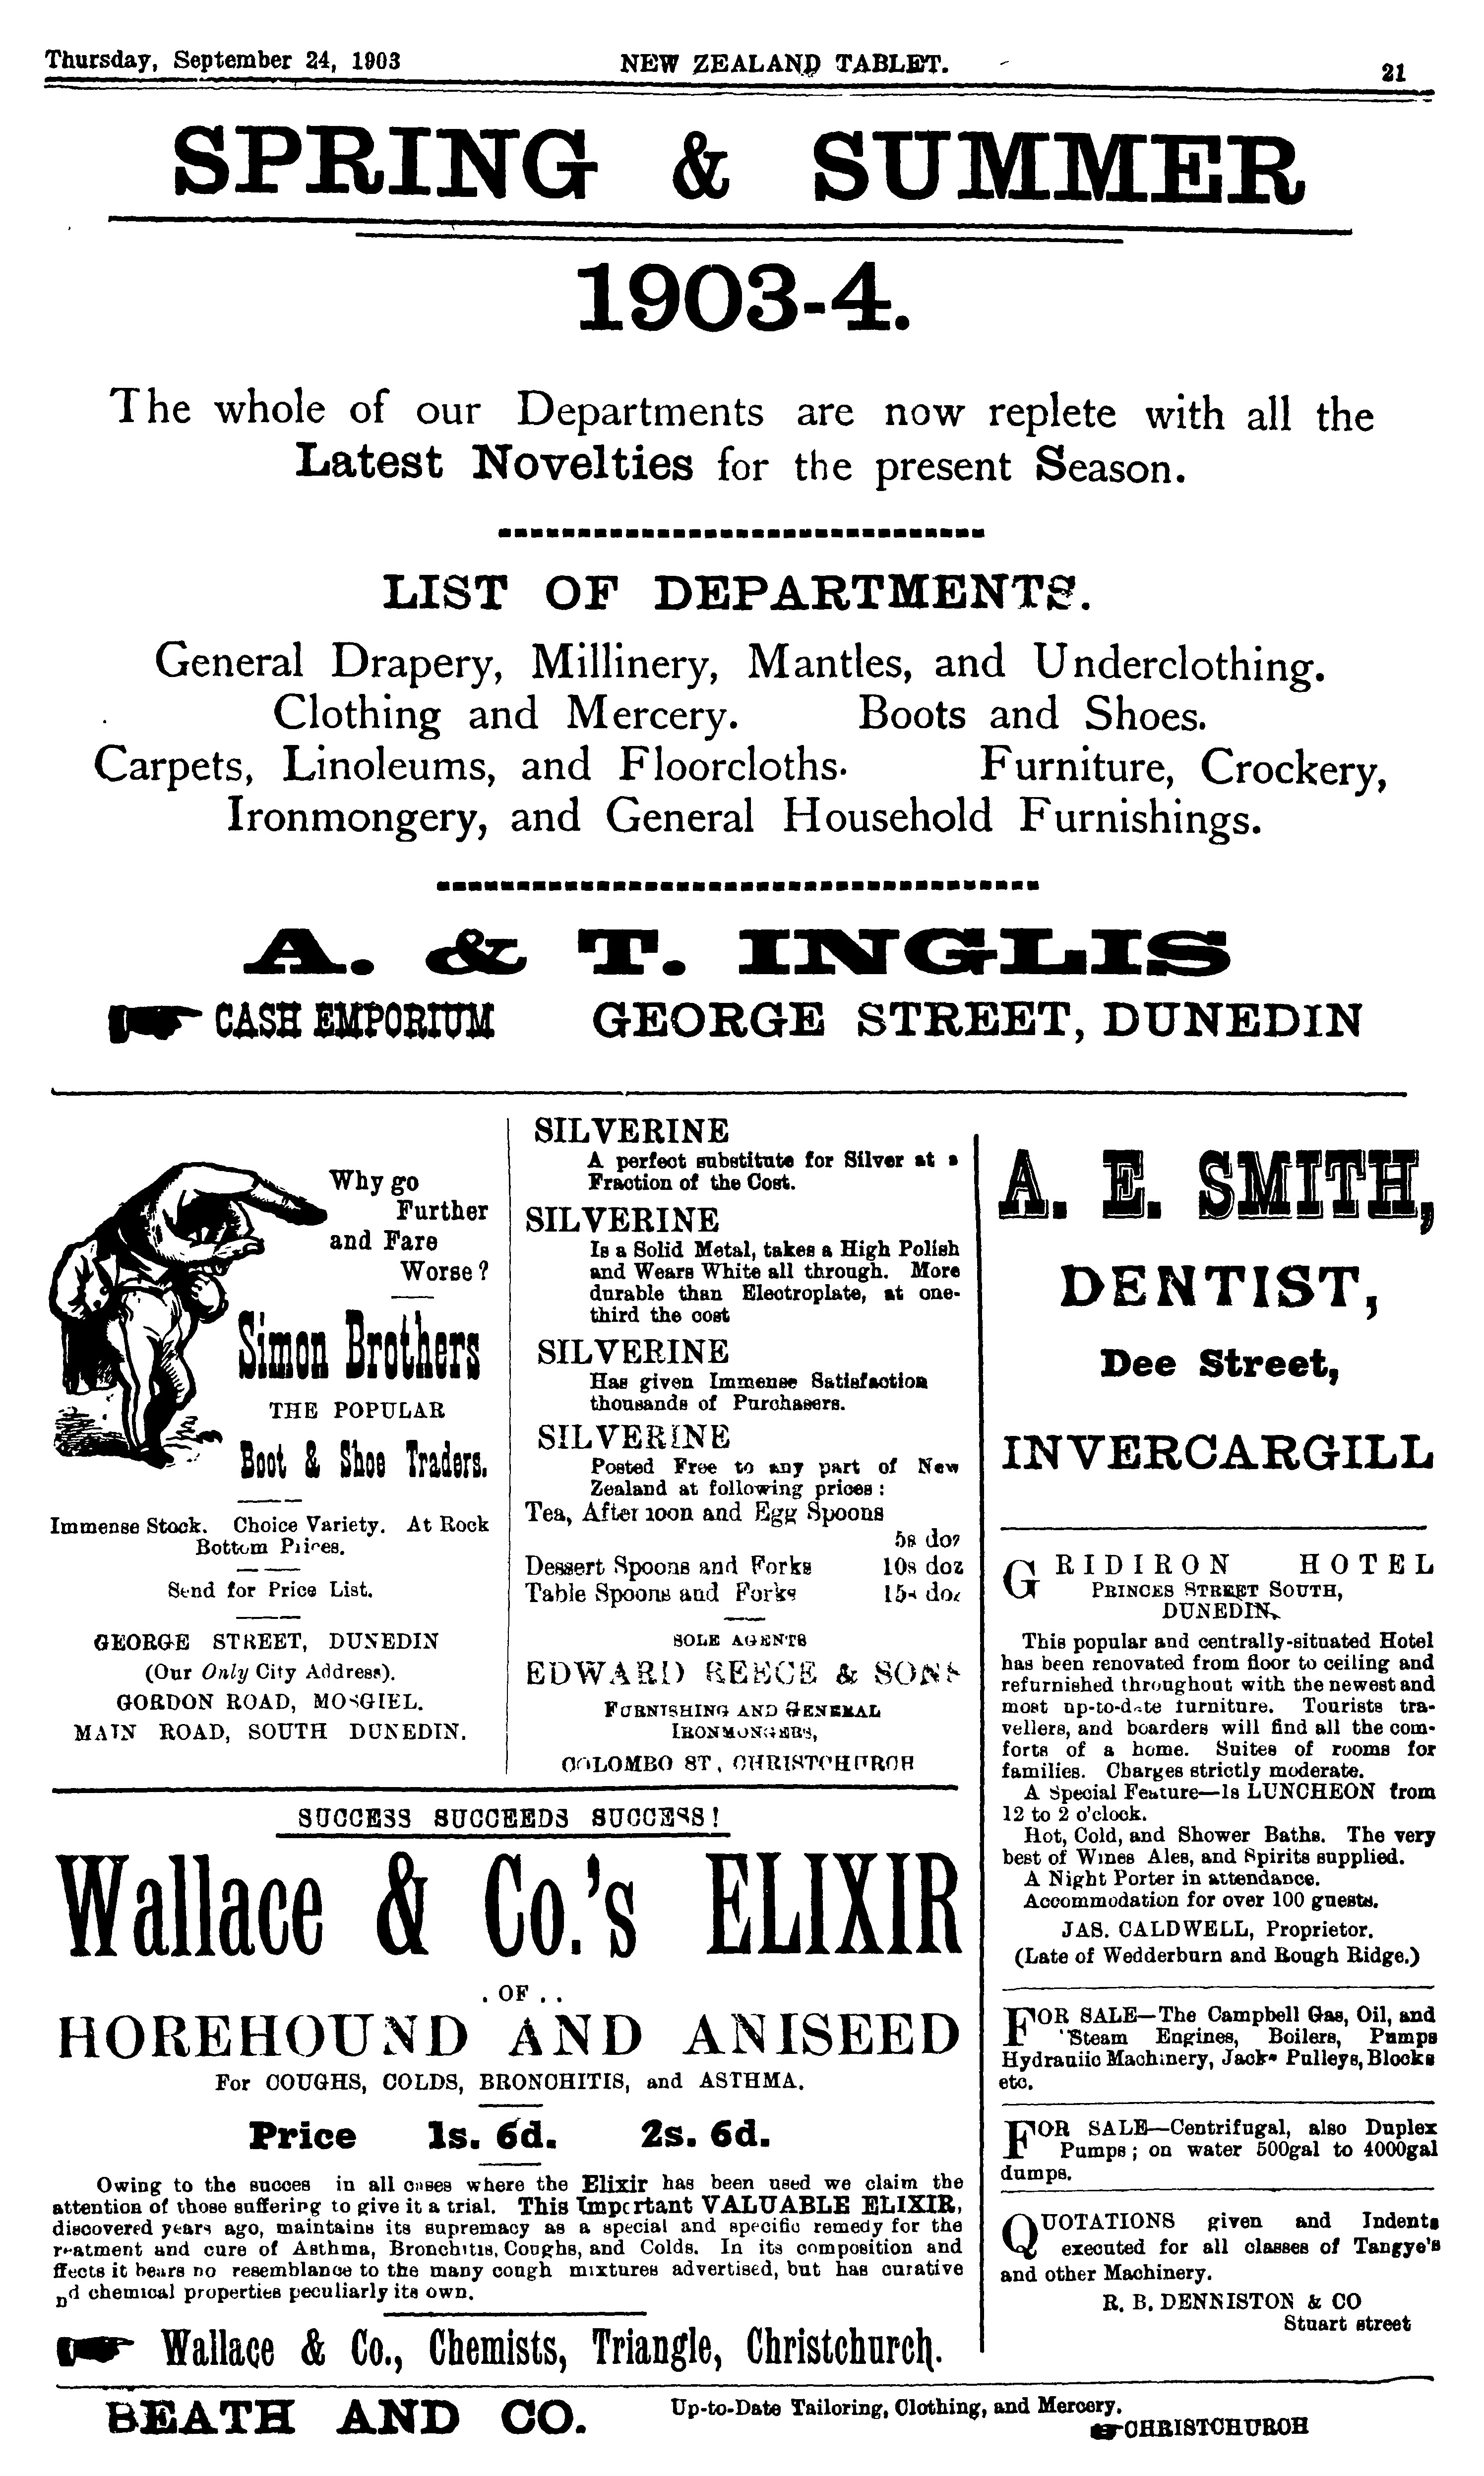 Thursday, September 24, 1903
NEW ZEALAND TABLET.
21
SPRING & SUMMER
1903-4.
The whole of our Departments are now replete with all the
Latest Novelties for the present Season.
LIST OF DEPARTMENTS.
General Drapery, Millinery, Mantles, and Underclothing.
Clothing and Mercery. Boots and Shoes.
Carpets, Linoleums, and Floorcloths. Furniture, Crockery,
Ironmongery, and General Household Furnishings.
A. & T. INGLIS
CASH EMPORIUM GEORGE STREET, DUNEDIN
Why go
Further
and Fare
Worse?
Simon Brothers
THE POPULAR
Boot & Shoe Traders.
Immense Stock. Choice Variety. At Rock
Bottom Prices.
Send for Price List.
GEORGE STREET, DUNEDIN
(Our Only City Address).
GORDON ROAD, MOSGIEL.
MAIN ROAD, SOUTH DUNEDIN.
SILVERINE
A perfect substitute for Silver at a
Fraction of the Cost.
SILVERINE
Is a Solid Metal, takes a High Polish
and Wears White all through. More
durable than Electroplate, at one-
third the cost
SILVERINE
Has given Immense Satisfaction
thousands of Purchasers.
SILVERINE
Posted Free to any part of New
Zealand at following prices:
Tea, Afternoon and Egg Spoons
5s doz
Dessert Spoons and Forks 10s doz
Table Spoons and Forks 15s doz
SOLE AGENTS
EDWARD REECE & SONS
FURNISHING AND GENERAL
IRONMONGERS,
COLOMBO ST, CHRISTCHURCH
A. E. SMITH,
DENTIST,
Dee Street,
INVERCARGILL
GRIDIRON HOTEL
PRINCES STREET SOUTH,
DUNEDIN.
This popular and centrally-situated Hotel
has been renovated from floor to ceiling and
refurnished throughout with the newest and
most up-to-date furniture. Tourists tra-
vellers, and boarders will find all the com-
forts of a home. Suites of rooms for
families. Charges strictly moderate.
A Special Feature—1s LUNCHEON from
12 to 2 o'clock.
Hot, Cold, and Shower Baths. The very
best of Wines Ales, and Spirits supplied.
A Night Porter in attendance.
Accommodation for over 100 guests.
JAS. CALDWELL, Proprietor.
(Late of Wedderburn and Rough Ridge.)
FOR SALE—The Campbell Gas, Oil, and
Steam Engines, Boilers, Pumps
Hydraulic Machinery, Jacks Pulleys, Blocks
etc.
FOR SALE—Centrifugal, also Duplex
Pumps; on water 500gal to 4000gal
dumps.
QUOTATIONS given and Indents
executed for all classes of Tangye's
and other Machinery.
R. B. DENNISTON & CO
Stuart street
SUCCESS SUCCEEDS SUCCESS!
Wallace & Co.'s ELIXIR
. OF . .
HOREHOUND AND ANISEED
For COUGHS, COLDS, BRONCHITIS, and ASTHMA.
Price 1s. 6d. 2s. 6d.
Owing to the succes in all cases where the Elixir has been used we claim the
attention of those suffering to give it a trial. This Important VALUABLE ELIXIR,
discovered years ago, maintains its supremacy as a special and specific remedy for the
reatment and cure of Asthma, Bronchitis, Coughs, and Colds. In its composition and
ffects it bears no resemblance to the many cough mixtures advertised, but has curative
nd chemical properties peculiarly its own.
Wallace & Co., Chemists, Triangle, Christchurch.
BEATH AND CO. Up-to-Date Tailoring, Clothing, and Mercery.
CHRISTCHURCH